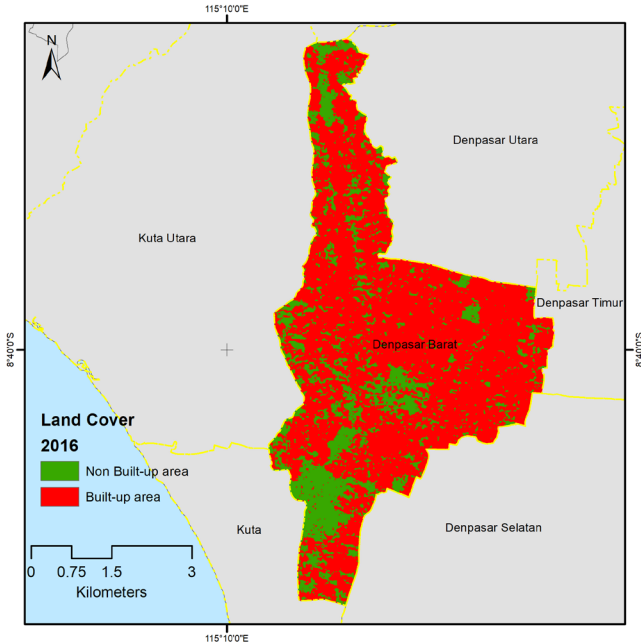 115°10'0"E
N
Denpasar Utara
Kuta Utara
Denpasar Timur
8°40'0"S
8°40'0"S
Denpasar Barat
Land Cover
2016
Non Built-up area
Built-up area
Kuta
Denpasar Selatan
0 0.75 1.5 3
Kilometers
115°10'0"E